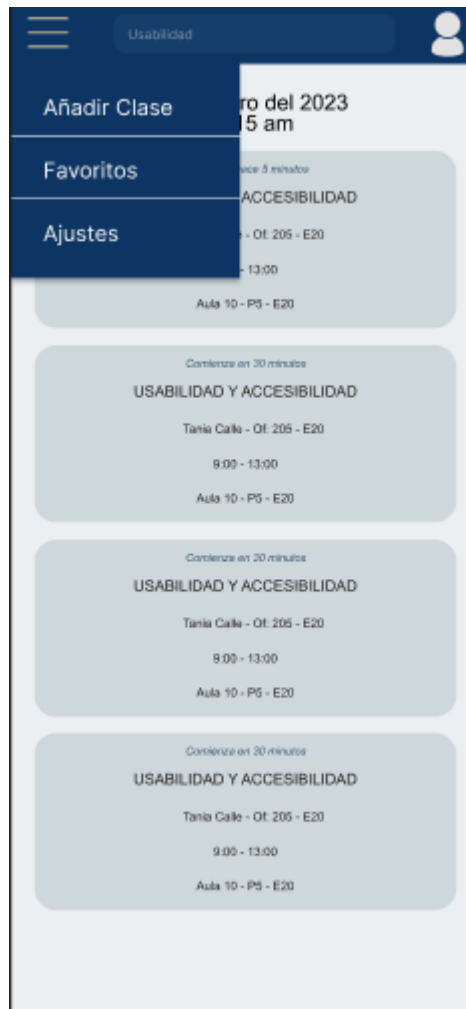 Usabilidad
Añadir Clase
Favoritos
Ajustes
ro del 2023
15 am
ece 5 minutos
ACCESIBILIDAD
- Of: 205 - E20
- 13:00
Aula 10 - P5 - E20
Comienza en 30 minutos
USABILIDAD Y ACCESIBILIDAD
Tania Calle - Of: 205 - E20
9:00 - 13:00
Aula 10 - P5 - E20
Comienza en 30 minutos
USABILIDAD Y ACCESIBILIDAD
Tania Calle - Of: 205 - E20
9:00 - 13:00
Aula 10 - P5 - E20
Comienza en 30 minutos
USABILIDAD Y ACCESIBILIDAD
Tania Calle - Of: 205 - E20
9:00 - 13:00
Aula 10 - P5 - E20